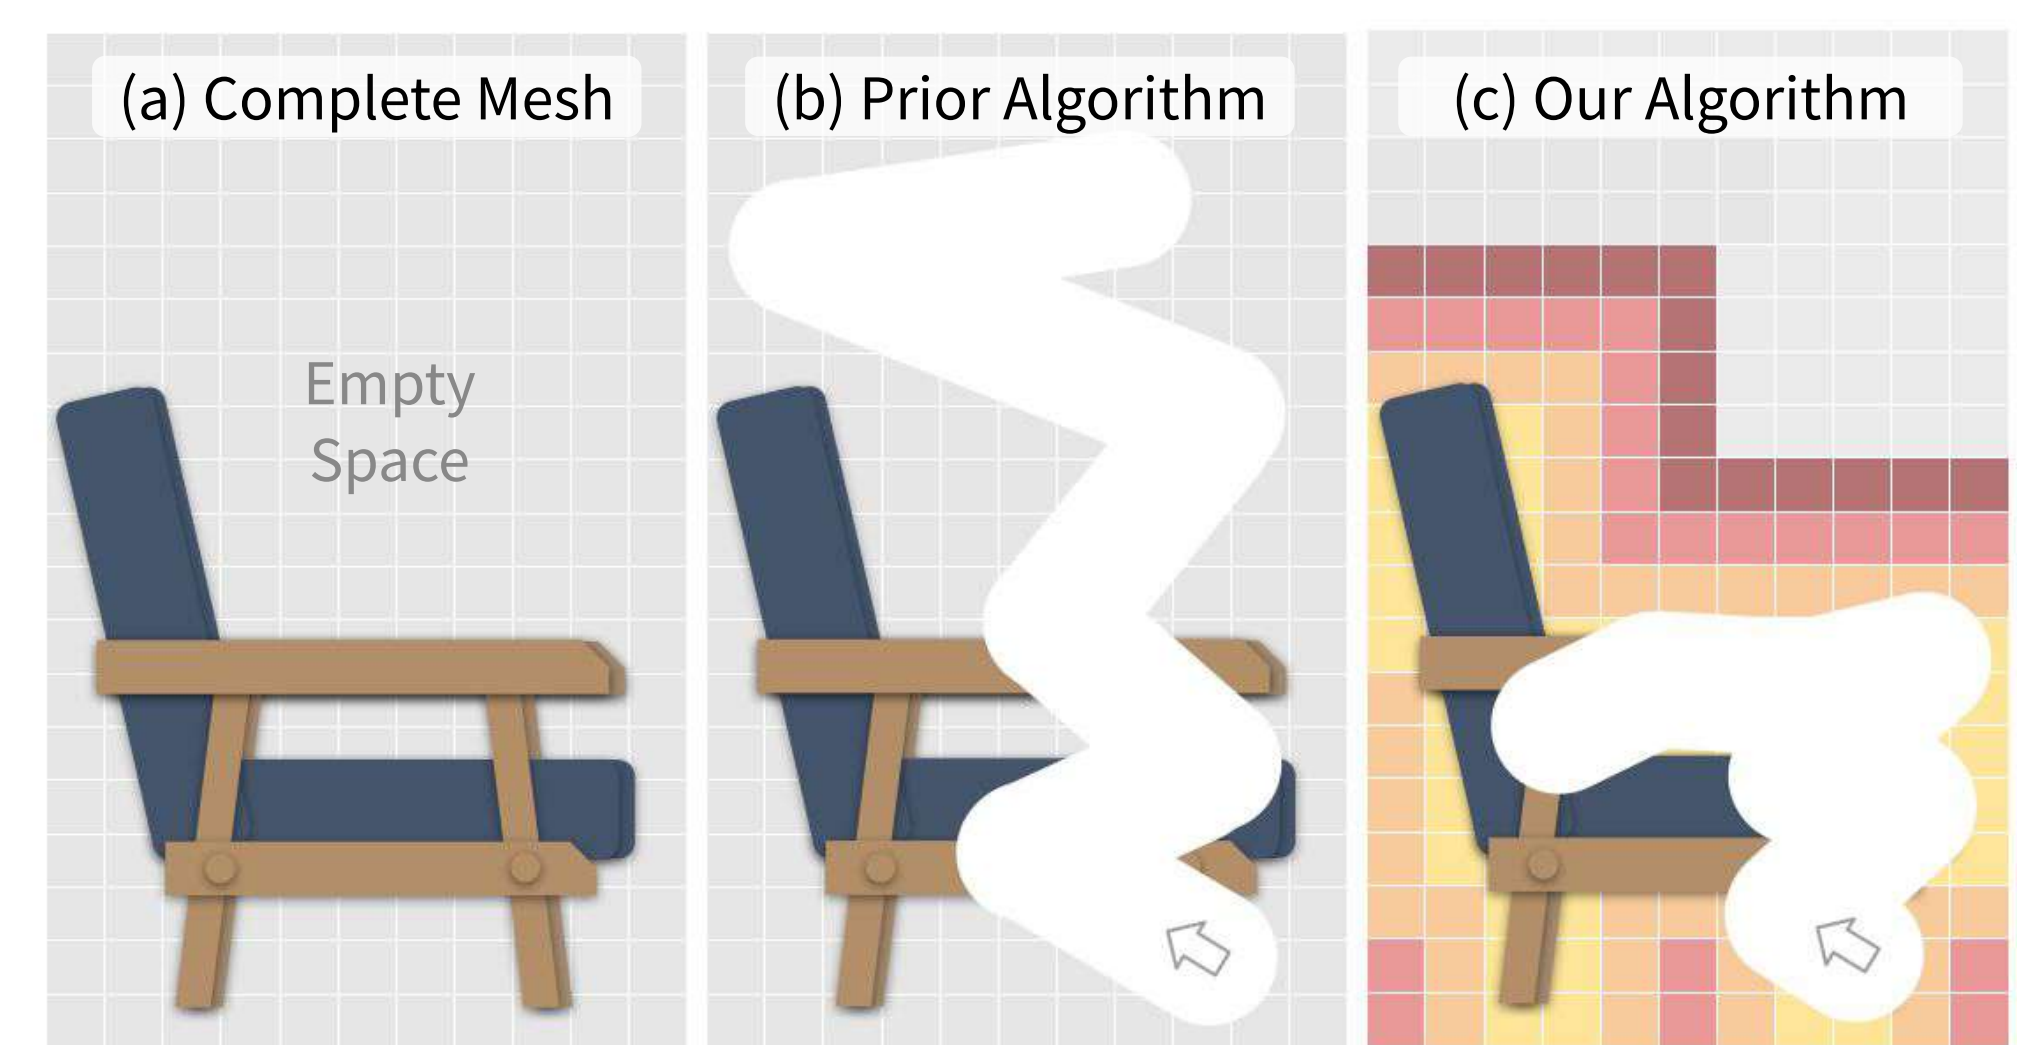 (a) Complete Mesh
(b) Prior Algorithm
(c) Our Algorithm
Empty
Space